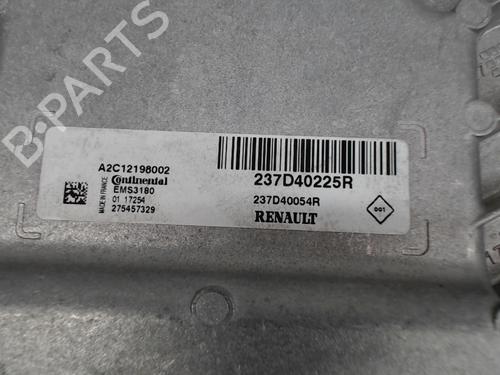 B-PARTS
A2C12198002
Continental
EMS3180
01 17254
275457329
MADE IN FRANCE
237D40225R
237D40054R
RENAULT
001